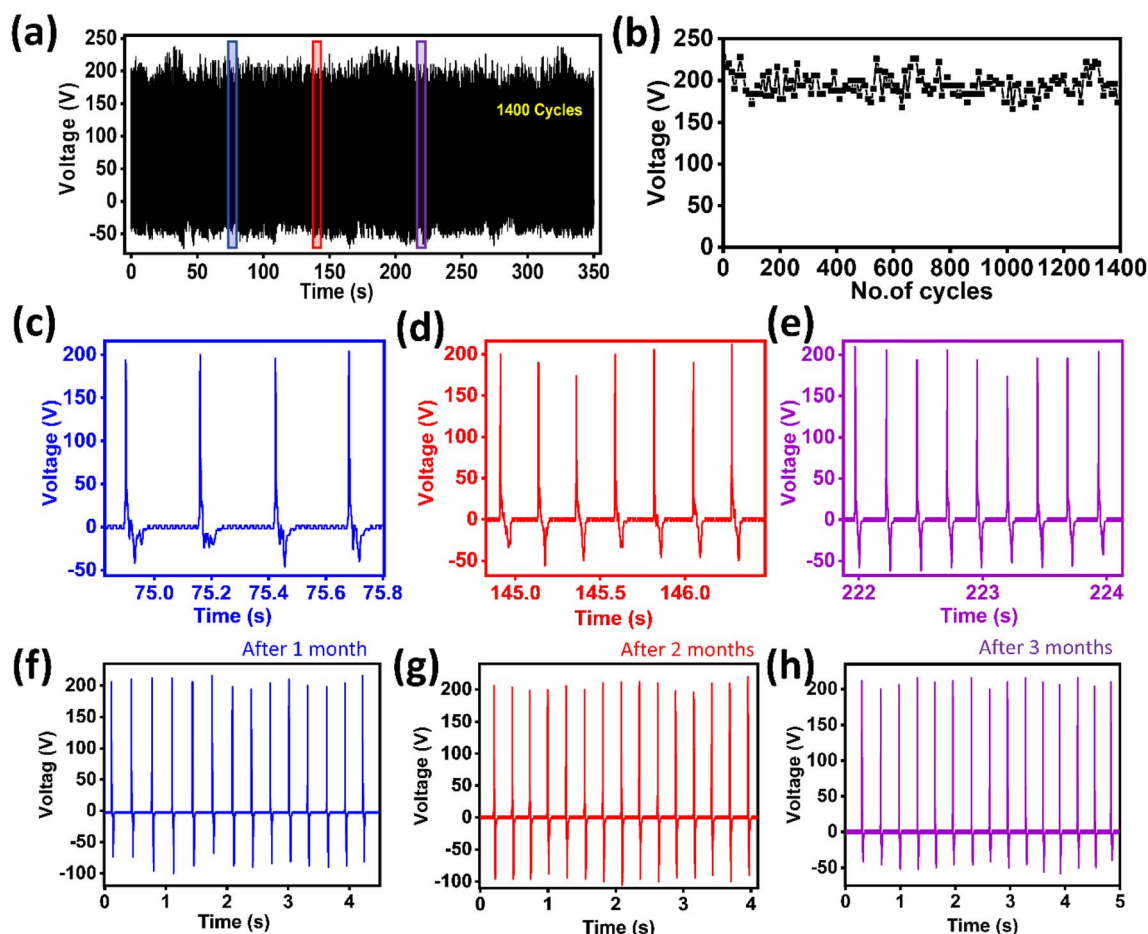 (a)
250
200
150
100
50
0
-50
Voltage (V)
1400 Cycles
0 50 100 150 200 250 300 350
Time (s)
(b)
250
200
150
100
50
0
Voltage (V)
0 200 400 600 800 1000 1200 1400
No.of cycles
(c)
200
150
100
50
0
-50
Voltage (V)
75.0 75.2 75.4 75.6 75.8
Time (s)
(d)
200
150
100
50
0
-50
Voltage (V)
145.0 145.5 146.0
Time (s)
(e)
200
150
100
50
0
-50
Voltage (V)
222 223 224
Time (s)
(f)
After 1 month
200
150
100
50
0
-50
-100
Voltag (V)
0 1 2 3 4
Time (s)
(g)
After 2 months
200
150
100
50
0
-50
-100
Voltage (V)
0 1 2 3 4
Time (s)
(h)
After 3 months
200
150
100
50
0
-50
Voltage (V)
0 1 2 3 4 5
Time (s)